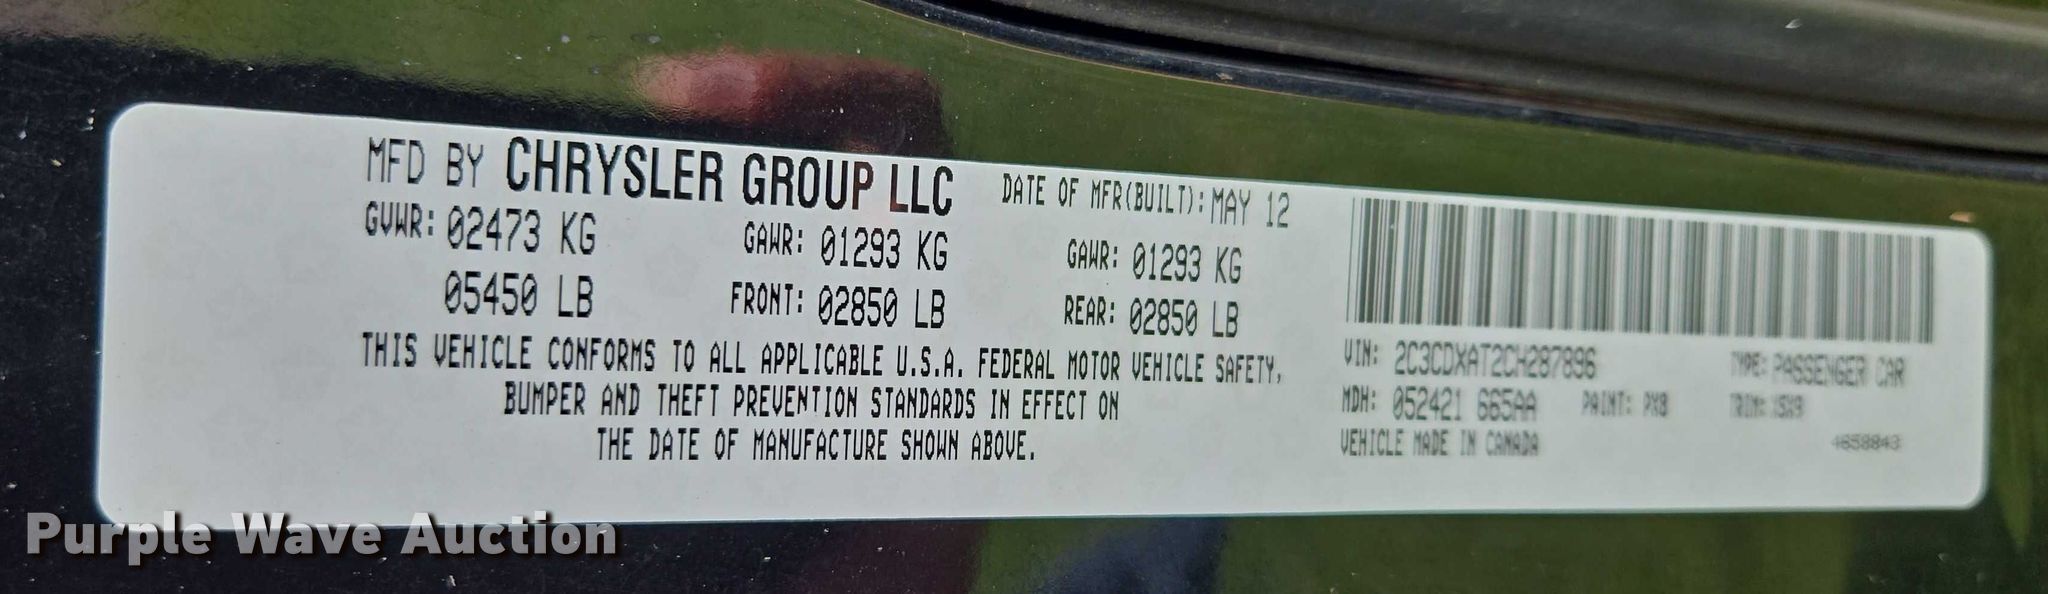 MFD BY CHRYSLER GROUP LLC DATE OF MFR(BUILT): MAY 12
GVWR: 02473 KG GAWR: 01293 KG GAWR: 01293 KG
05450 LB FRONT: 02850 LB REAR: 02850 LB
THIS VEHICLE CONFORMS TO ALL APPLICABLE U.S.A. FEDERAL MOTOR VEHICLE SAFETY,
BUMPER AND THEFT PREVENTION STANDARDS IN EFFECT ON
THE DATE OF MANUFACTURE SHOWN ABOVE.
VIN: 2C3CDXAT2CH287896 TYPE: PASSENGER CAR
MDH: 052421 665AA PAINT: PX8 TRIM:
VEHICLE MADE IN CANADA 4658843
Purple Wave Auction